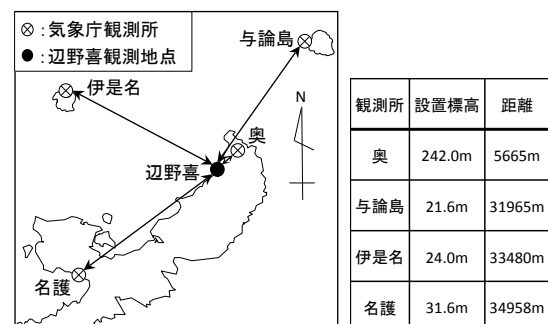 ⊗:気象庁観測所
●:辺野喜観測地点
与論島
伊是名
N
奥
辺野喜
名護
観測所 設置標高 距離
奥 242.0m 5665m
与論島 21.6m 31965m
伊是名 24.0m 33480m
名護 31.6m 34958m